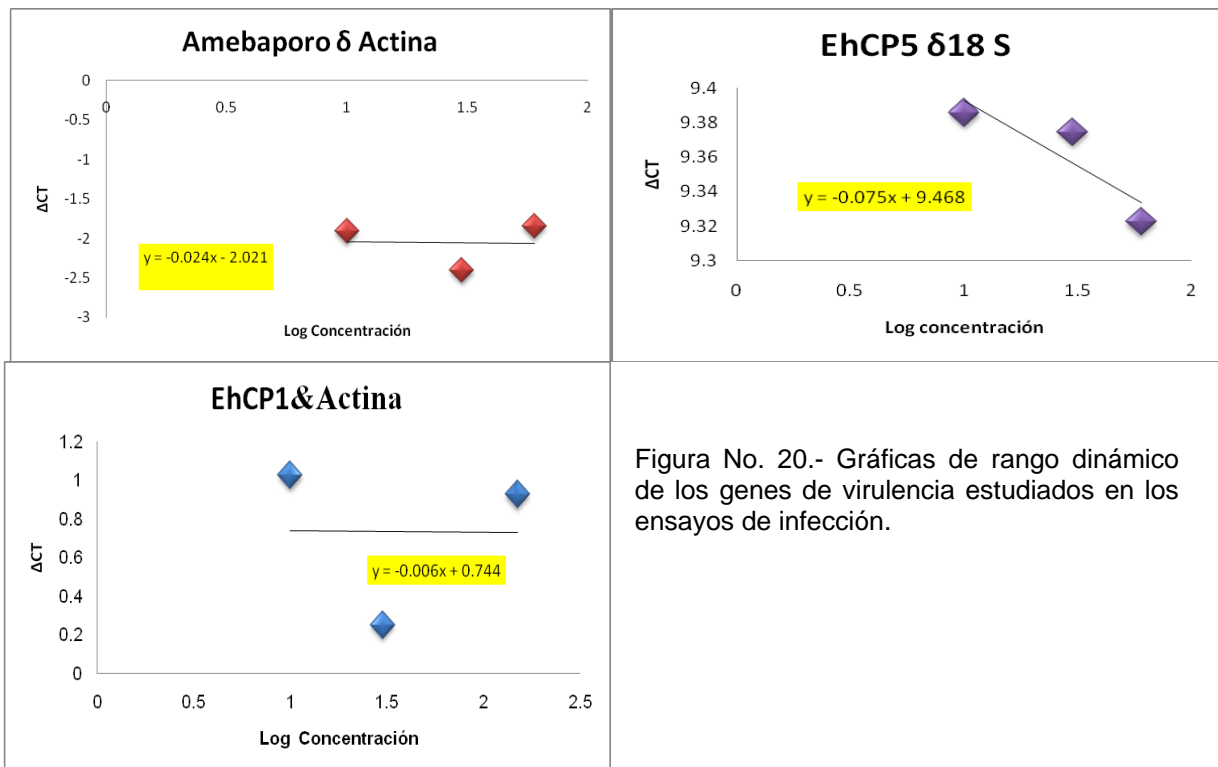 Amebaporo δ Actina
0
0
0.5
1
1.5
2
-0.5
-1
-1.5
-2
-2.5
-3
ΔCT
y = -0.024x - 2.021
Log Concentración
EhCP5 δ18 S
9.4
9.38
9.36
9.34
9.32
9.3
ΔCT
y = -0.075x + 9.468
0
0.5
1
1.5
2
Log concentración
EhCP1&Actina
1.2
1
0.8
0.6
0.4
0.2
0
ΔCT
y = -0.006x + 0.744
0
0.5
1
1.5
2
2.5
Log Concentración
Figura No. 20.- Gráficas de rango dinámico
de los genes de virulencia estudiados en los
ensayos de infección.